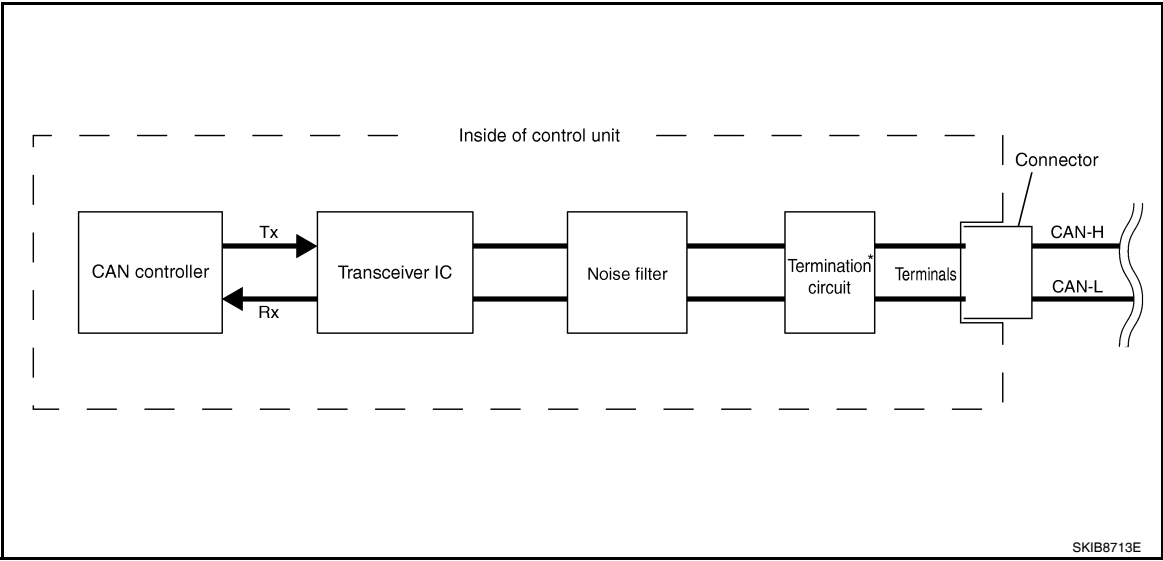 Inside of control unit
Connector
Tx
CAN-H
CAN controller
Transceiver IC
Noise filter
Termination*
circuit
Terminals
CAN-L
Rx
SKIB8713E